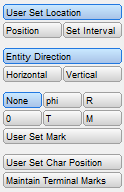 User Set Location
Position Set Interval
Entity Direction
Horizontal Vertical
None phi R
0 T M
User Set Mark
User Set Char Position
Maintain Terminal Marks